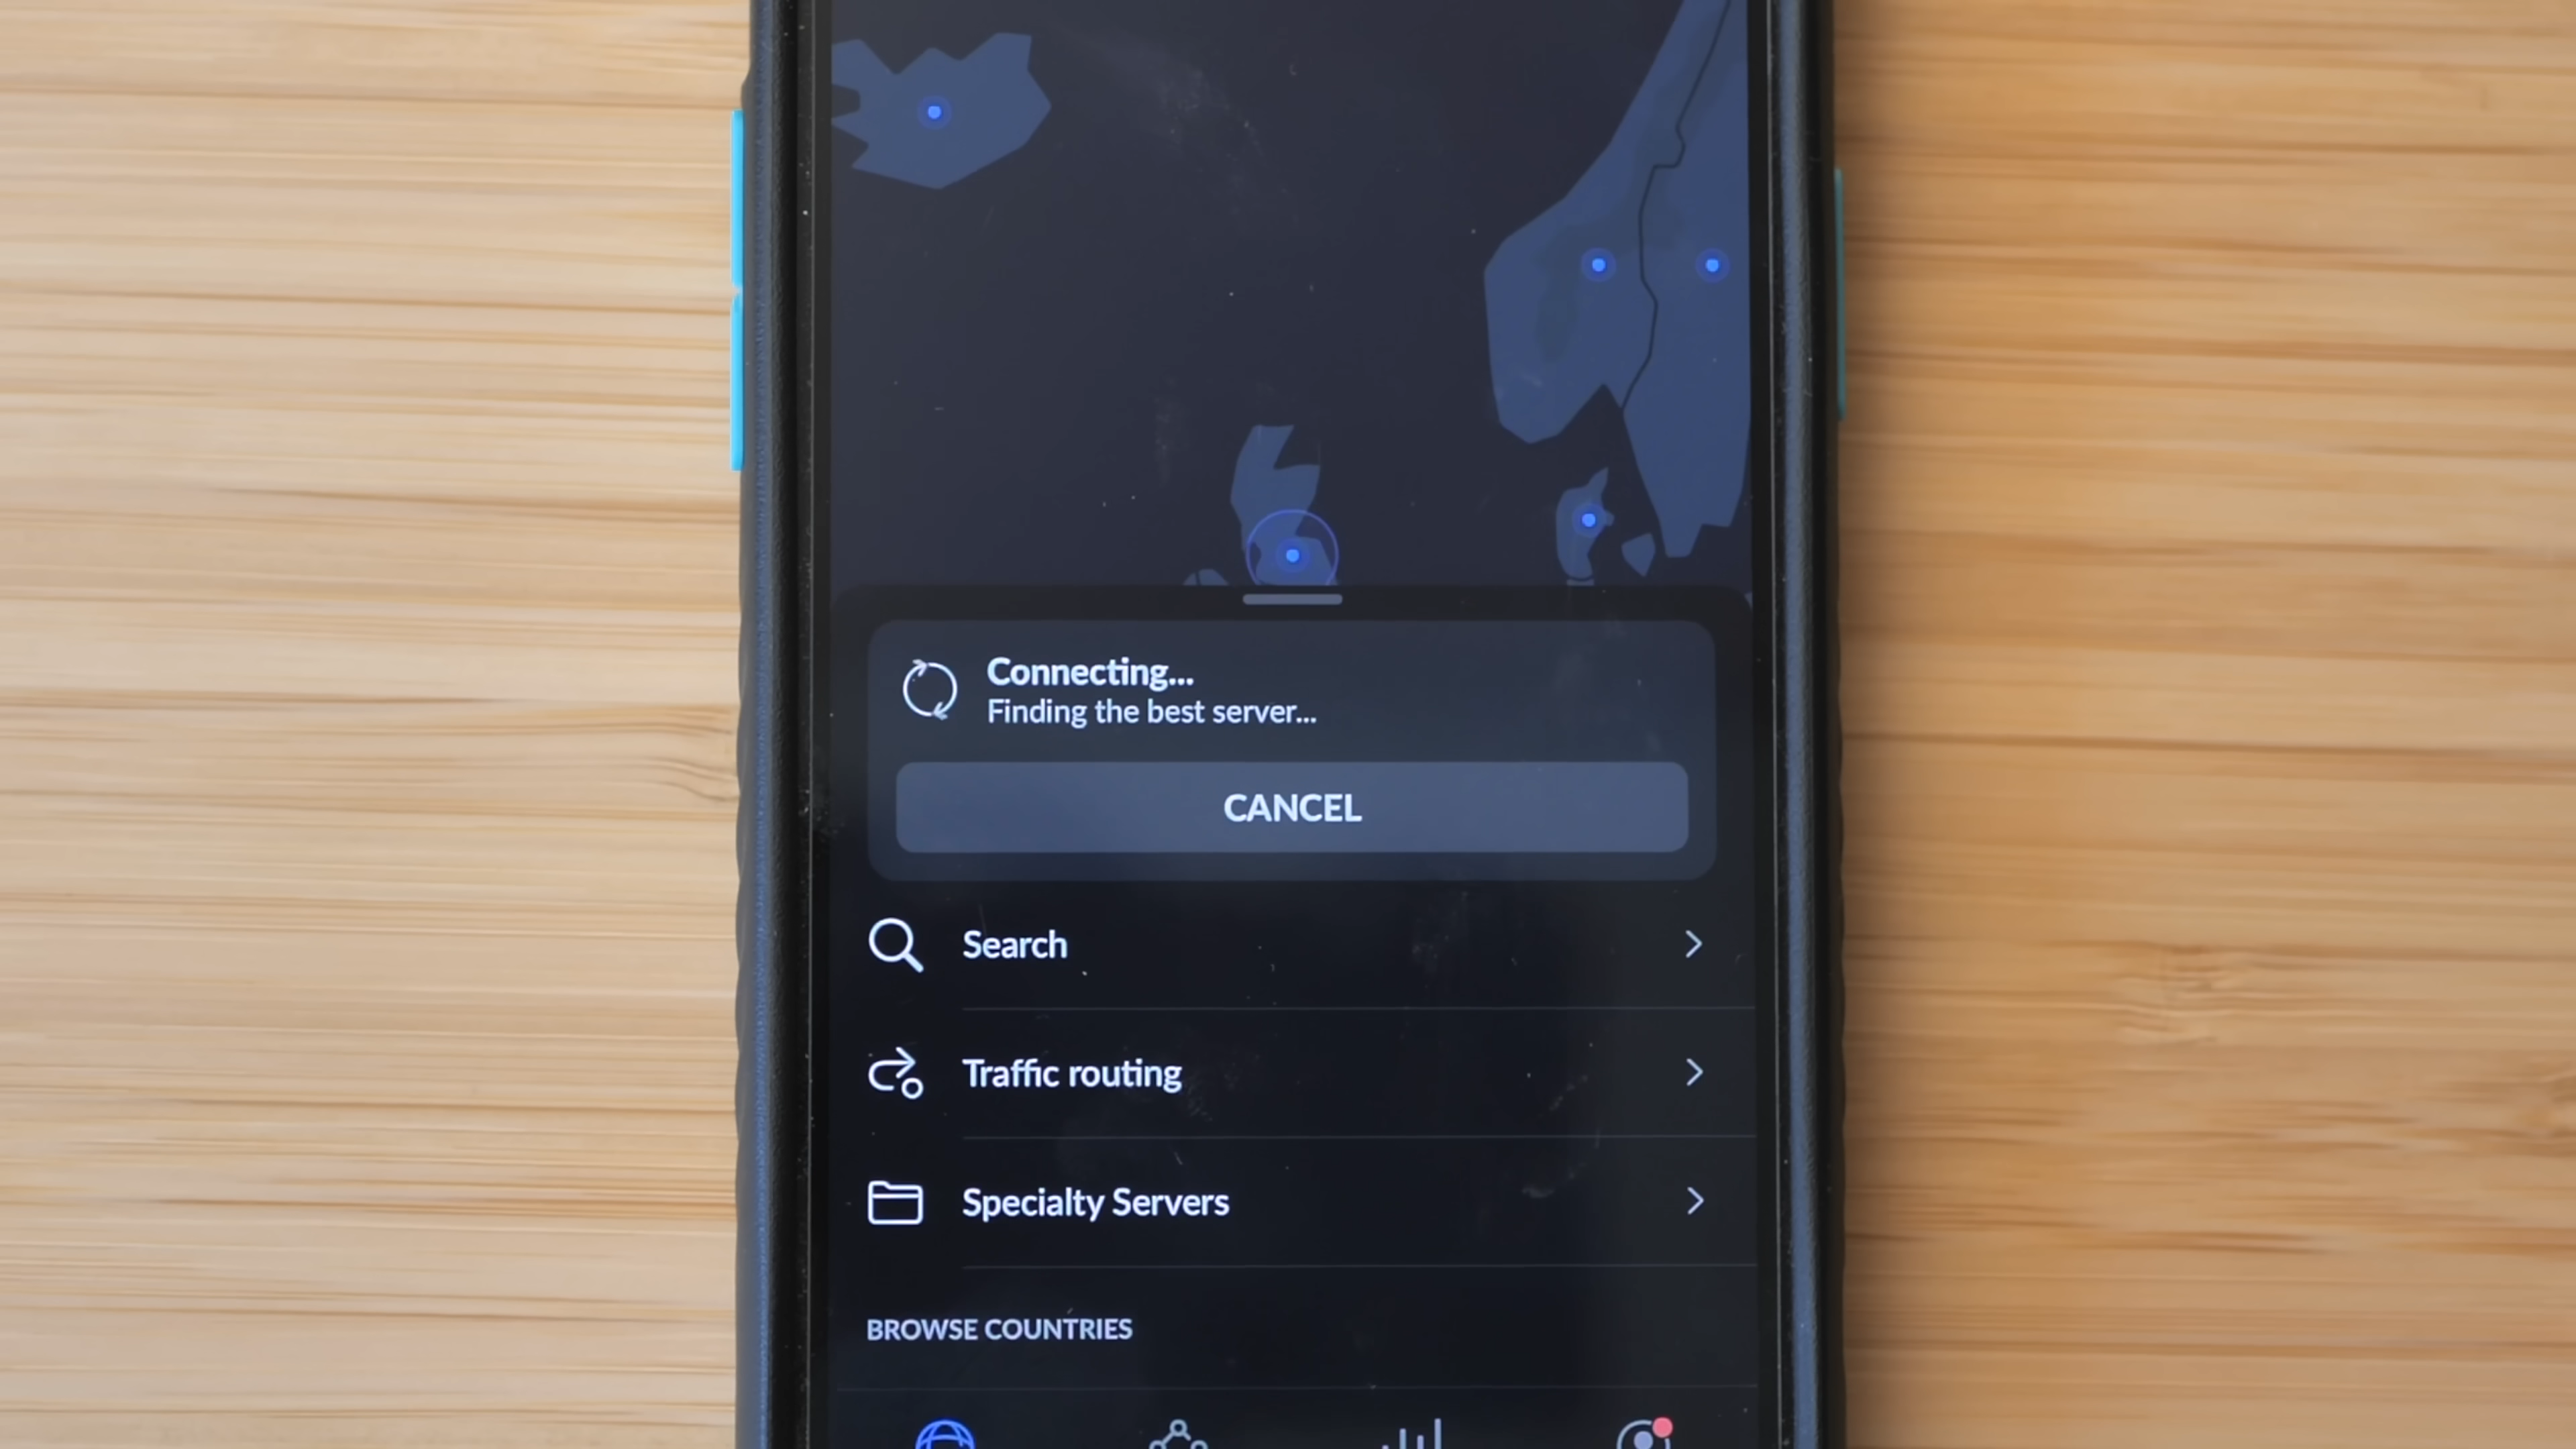 Connecting...
Finding the best server...
CANCEL
Search
Traffic routing
Specialty Servers
BROWSE COUNTRIES